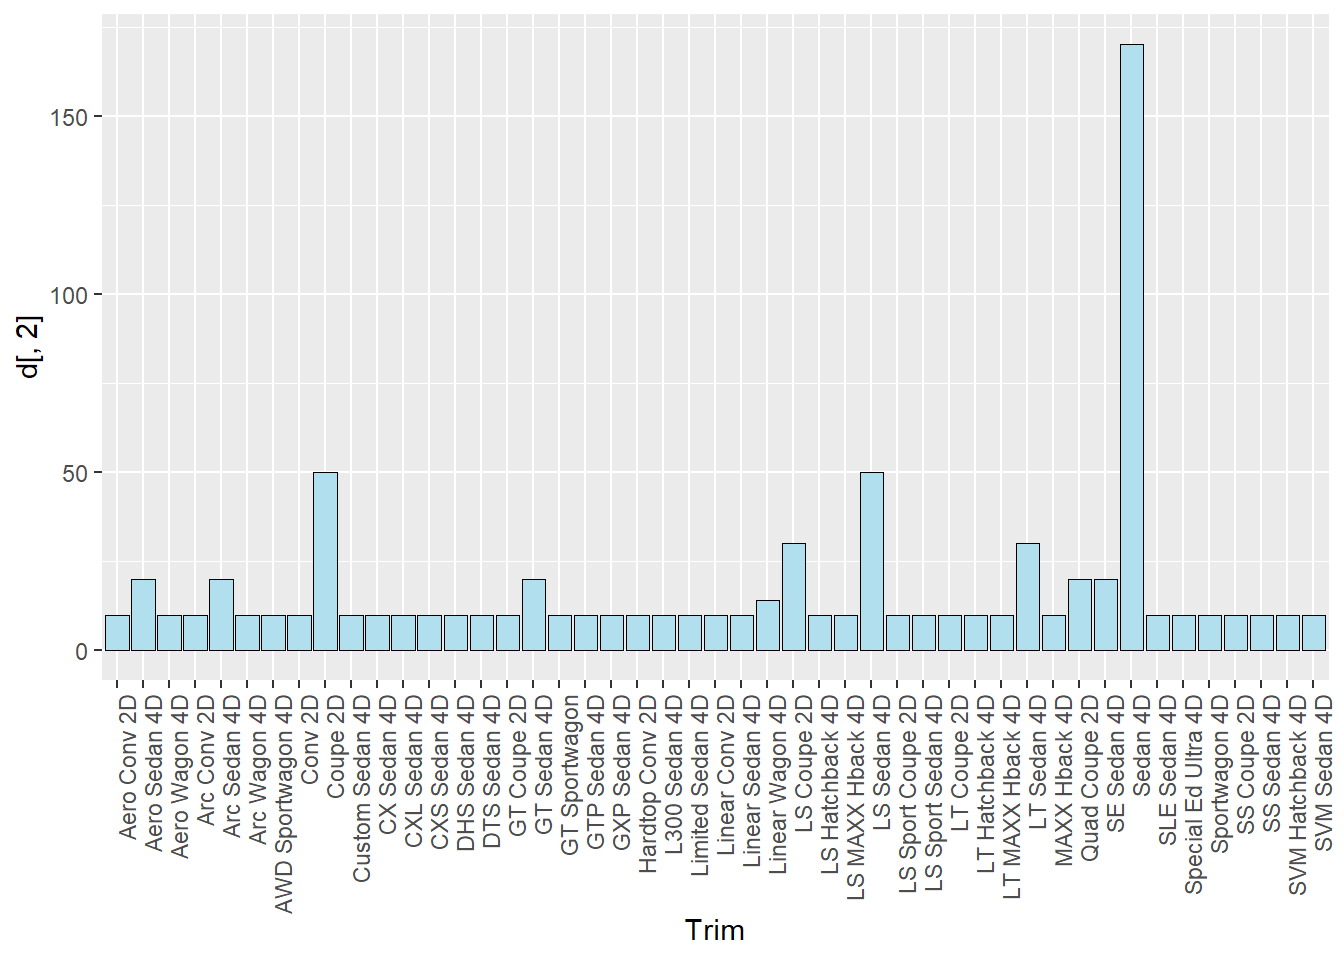 150
100
50
0
d[, 2]
Aero Conv 2D
Aero Sedan 4D
Aero Wagon 4D
Arc Conv 2D
Arc Sedan 4D
Arc Wagon 4D
AWD Sportwagon 4D
Conv 2D
Coupe 2D
Custom Sedan 4D
CX Sedan 4D
CXL Sedan 4D
CXS Sedan 4D
DHS Sedan 4D
DTS Sedan 4D
GT Coupe 2D
GT Sedan 4D
GT Sportwagon
GTP Sedan 4D
GXP Sedan 4D
Hardtop Conv 2D
L300 Sedan 4D
Limited Sedan 4D
Linear Conv 2D
Linear Sedan 4D
Linear Wagon 4D
LS Coupe 2D
LS Hatchback 4D
LS MAXX Hback 4D
LS Sedan 4D
LS Sport Coupe 2D
LS Sport Sedan 4D
LT Coupe 2D
LT Hatchback 4D
LT MAXX Hback 4D
LT Sedan 4D
MAXX Hback 4D
Quad Coupe 2D
SE Sedan 4D
Sedan 4D
SLE Sedan 4D
Special Ed Ultra 4D
Sportwagon 4D
SS Coupe 2D
SS Sedan 4D
SVM Hatchback 4D
SVM Sedan 4D
Trim